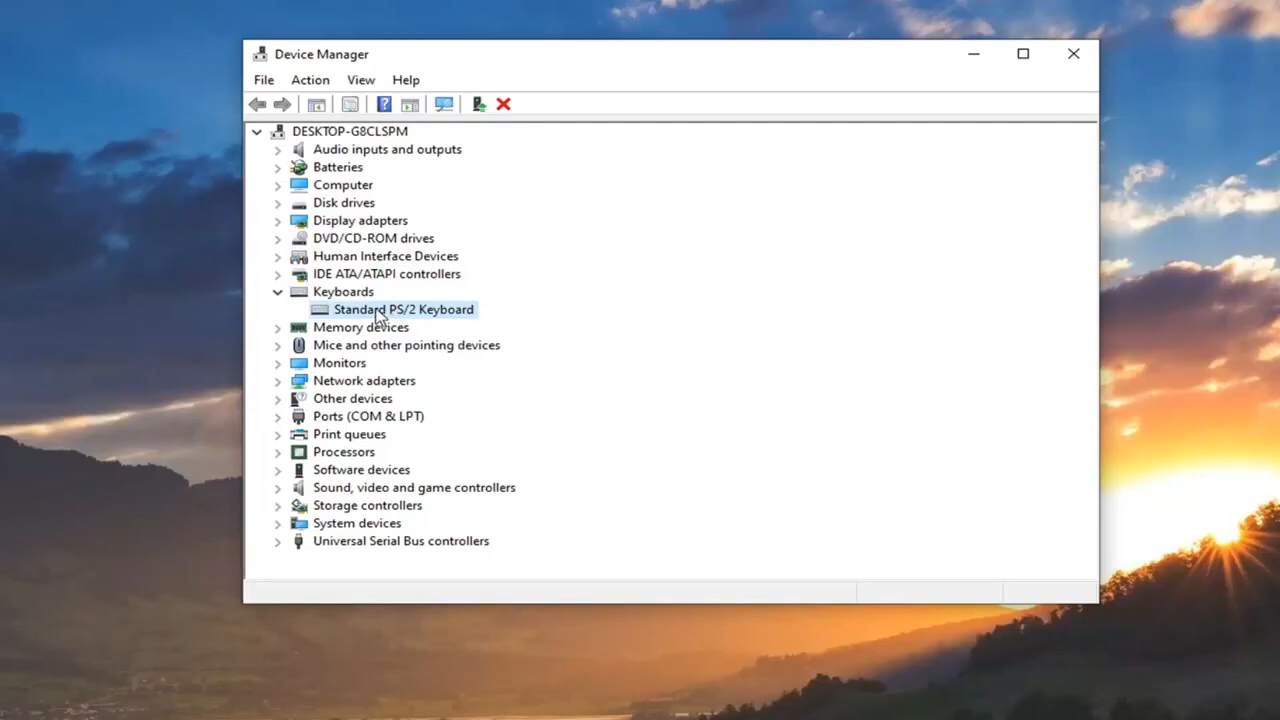 Device Manager
File Action View Help
DESKTOP-G8CLSPM
Audio inputs and outputs
Batteries
Computer
Disk drives
Display adapters
DVD/CD-ROM drives
Human Interface Devices
IDE ATA/ATAPI controllers
Keyboards
Standard PS/2 Keyboard
Memory devices
Mice and other pointing devices
Monitors
Network adapters
Other devices
Ports (COM & LPT)
Print queues
Processors
Software devices
Sound, video and game controllers
Storage controllers
System devices
Universal Serial Bus controllers